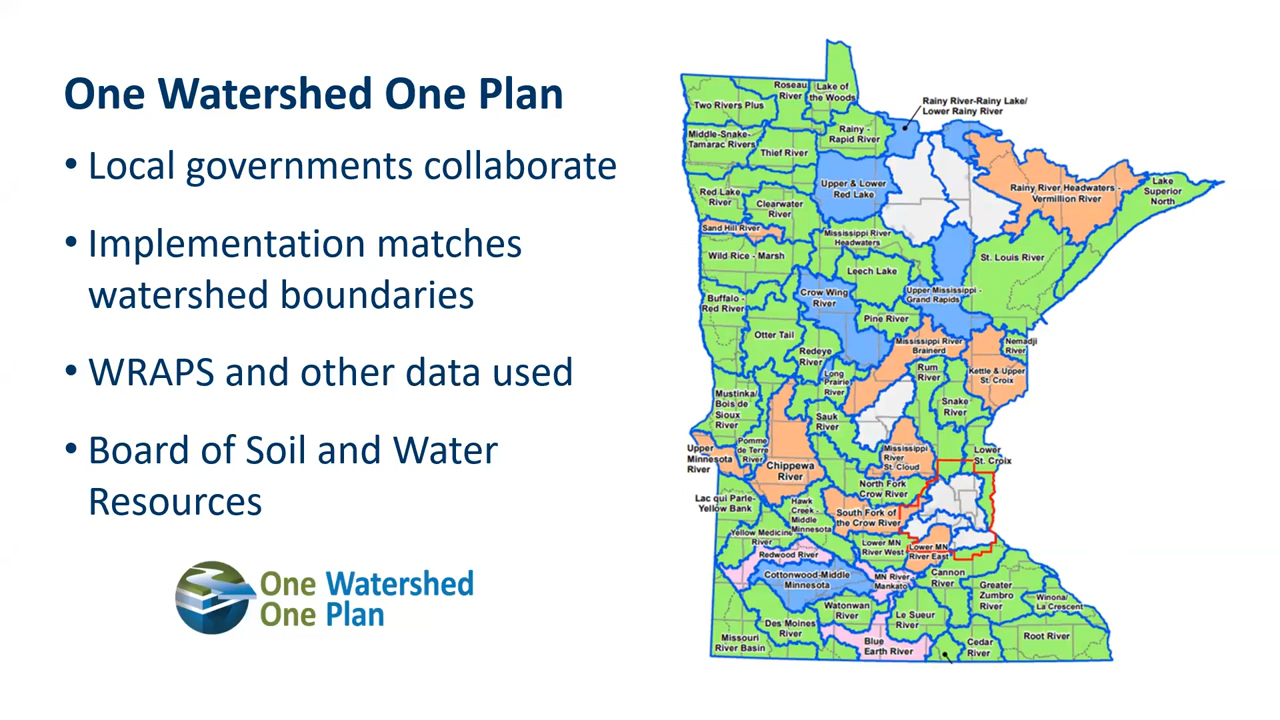 One Watershed One Plan
• Local governments collaborate
• Implementation matches
watershed boundaries
• WRAPS and other data used
• Board of Soil and Water
Resources
One Watershed
One Plan
Rainy River-Rainy Lake/
Lower Rainy River
Roseau
River
Lake of
the Woods
Two Rivers Plus
Middle-Snake-
Tamarac Rivers
Rainy -
Rapid River
Thief River
Upper & Lower
Red Lake
Rainy River Headwaters -
Vermillion River
Lake
Superior
North
Red Lake
River
Clearwater
River
Sand Hill River
Mississippi River
Headwaters
Wild Rice - Marsh
Leech Lake
St. Louis River
Buffalo -
Red River
Crow Wing
River
Upper Mississippi -
Grand Rapids
Pine River
Otter Tail
Redeye
River
Mississippi River
Brainerd
Nemadji
River
Long
Prairie
River
Rum
River
Kettle & Upper
St. Croix
Mustinka/
Bois de
Sioux
River
Sauk
River
Snake
River
Upper
Minnesota
River
Pomme
de Terre
River
Chippewa
River
Mississippi
River
St. Cloud
Lower
St. Croix
North Fork
Crow River
Lac qui Parle-
Yellow Bank
Hawk
Creek -
Middle
Minnesota
South Fork of
the Crow River
Yellow Medicine
River
Lower MN
River West
Lower MN
River East
Redwood River
Cottonwood-Middle
Minnesota
MN River -
Mankato
Cannon
River
Greater
Zumbro
River
Winona/
La Crescent
Watonwan
River
Le Sueur
River
Des Moines
River
Missouri
River Basin
Blue
Earth River
Cedar
River
Root River